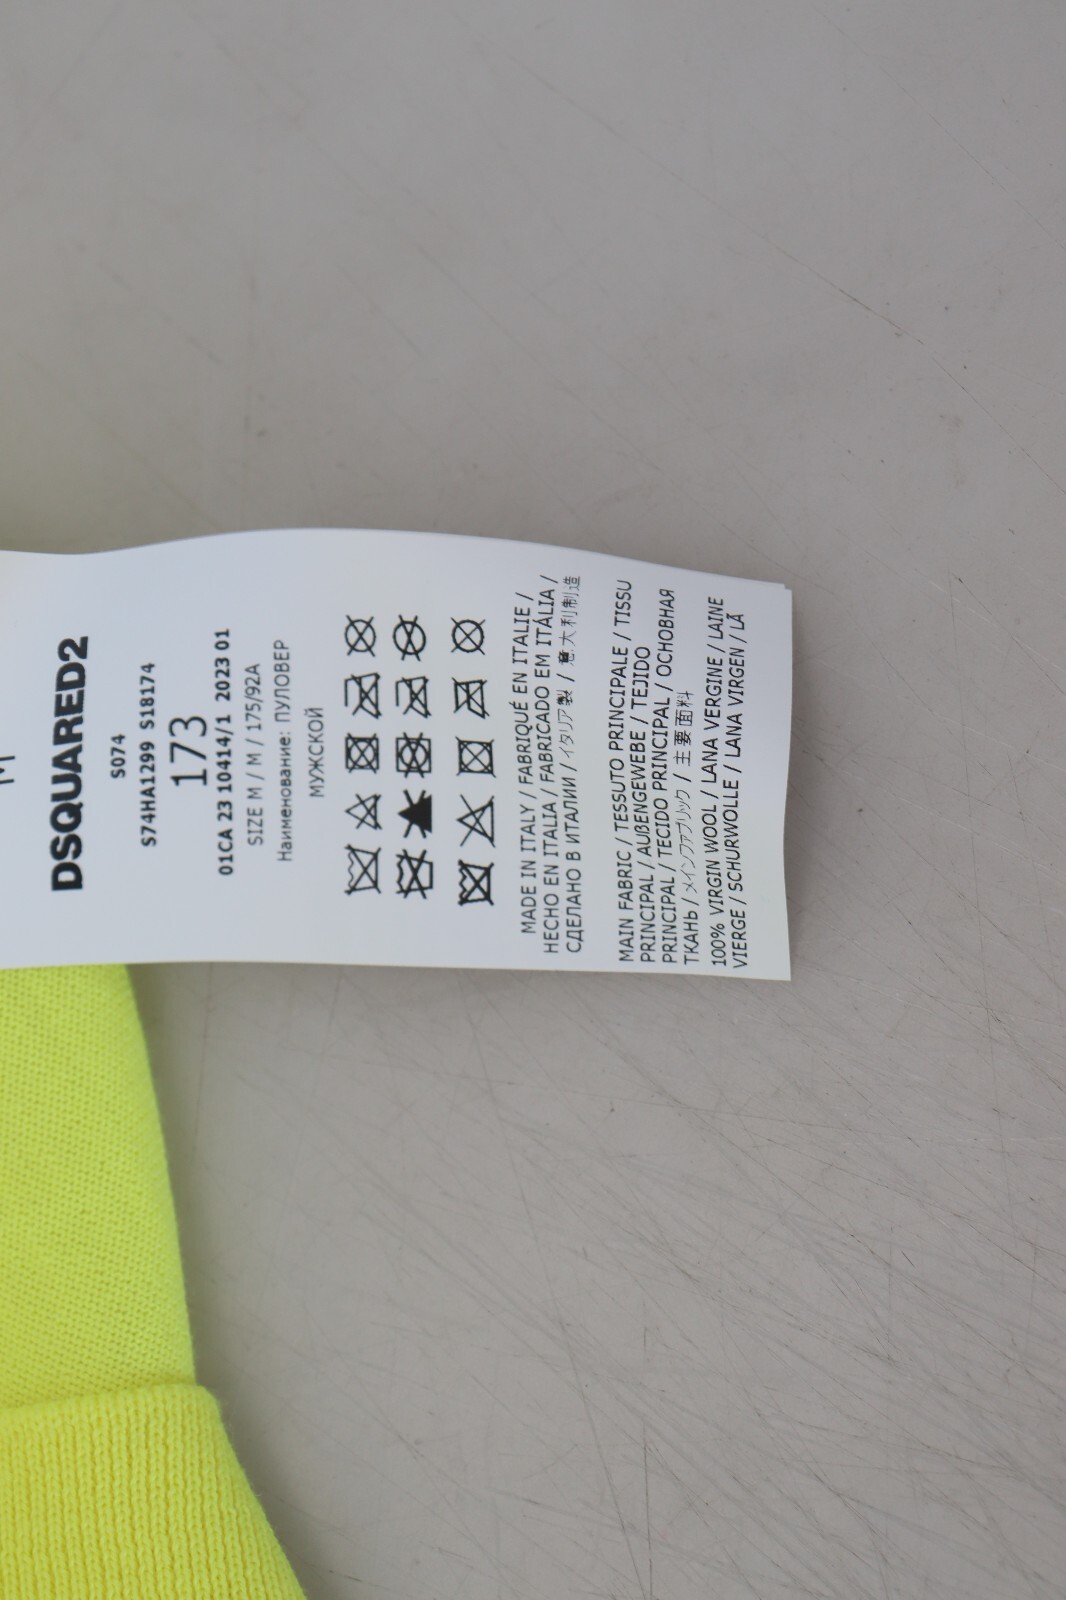 M
DSQUARED2
S074
S74HA1299 S18174
173
01CA 23 10414/1 2023 01
SIZE M / M / 175/92A
Наименование: ПУЛОВЕР
МУЖСКОЙ
MADE IN ITALY / FABRIQUÉ EN ITALIE /
HECHO EN ITALIA / FABRICADO EM ITÁLIA /
СДЕЛАНО В ИТАЛИИ / イタリア製 / 意大利制造
MAIN FABRIC / TESSUTO PRINCIPALE / TISSU
PRINCIPAL / AUßENGEWEBE / TEJIDO
PRINCIPAL / TECIDO PRINCIPAL / ОСНОВНАЯ
ТКАНЬ / メインファブリック / 主要面料
100% VIRGIN WOOL / LANA VERGINE / LAINE
VIERGE / SCHURWOLLE / LANA VIRGEN / LÃ